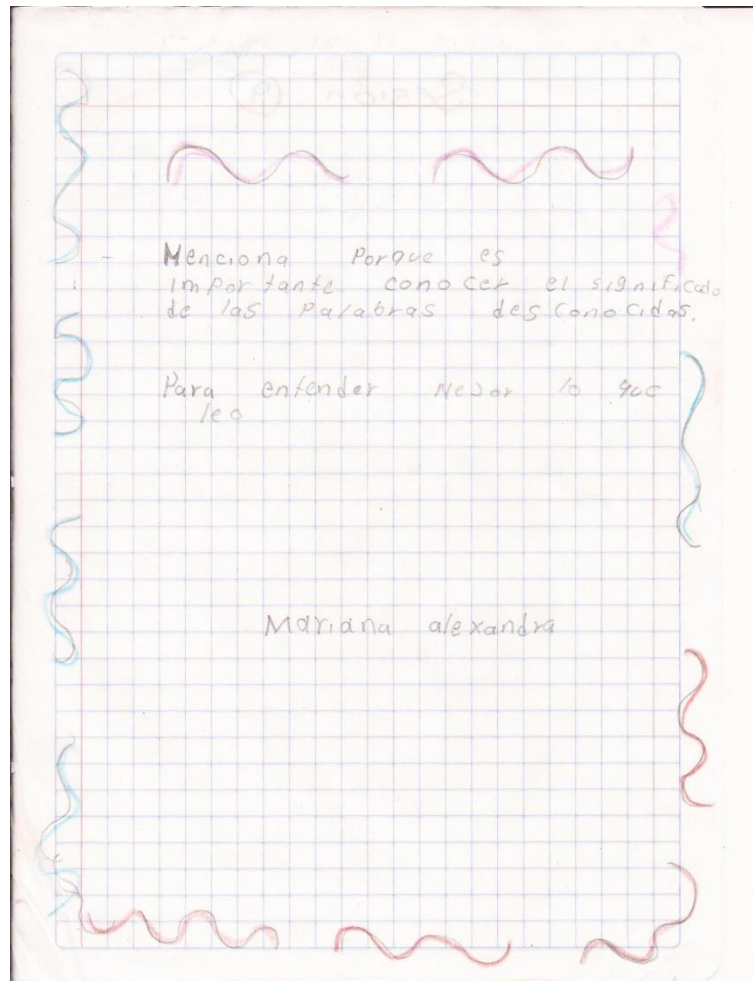 - Menciona Porque es
importante conocer el significado
de las Palabras desconocidas.
Para entender Mejor lo que
leo
Mariana alexandra